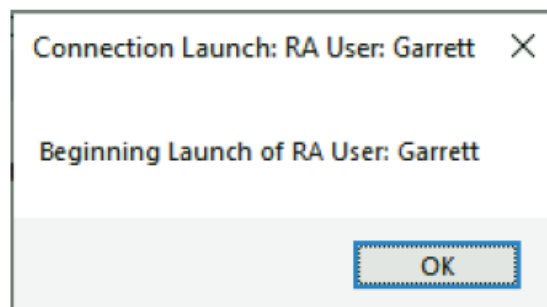 Connection Launch: RA User: Garrett
Beginning Launch of RA User: Garrett
OK